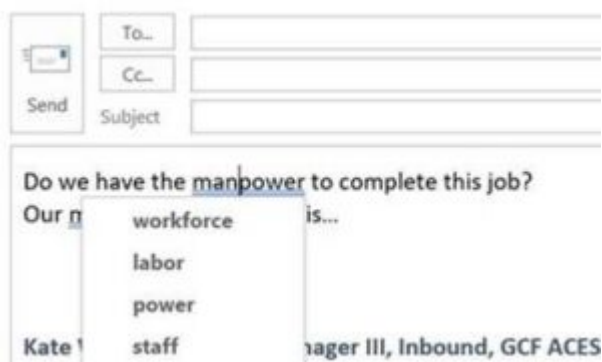 To...
Cc...
Send
Subject
Do we have the manpower to complete this job?
Our is...
workforce
labor
power
staff
Kate nager III, Inbound, GCF ACES